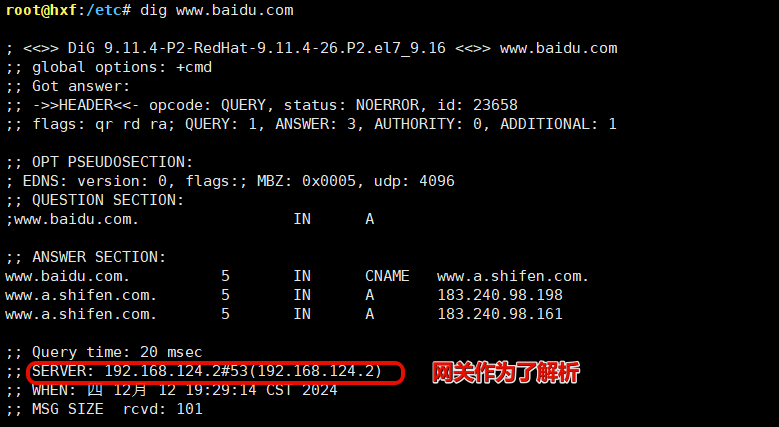 root@hxf:/etc# dig www.baidu.com
; <<>> DiG 9.11.4-P2-RedHat-9.11.4-26.P2.el7_9.16 <<>> www.baidu.com
;; global options: +cmd
;; Got answer:
;; ->>HEADER<<- opcode: QUERY, status: NOERROR, id: 23658
;; flags: qr rd ra; QUERY: 1, ANSWER: 3, AUTHORITY: 0, ADDITIONAL: 1
;; OPT PSEUDOSECTION:
; EDNS: version: 0, flags:; MBZ: 0x0005, udp: 4096
;; QUESTION SECTION:
;www.baidu.com. IN A
;; ANSWER SECTION:
www.baidu.com. 5 IN CNAME www.a.shifen.com.
www.a.shifen.com. 5 IN A 183.240.98.198
www.a.shifen.com. 5 IN A 183.240.98.161
;; Query time: 20 msec
;; SERVER: 192.168.124.2#53(192.168.124.2) 网关作为了解析
;; WHEN: 四 12月 12 19:29:14 CST 2024
;; MSG SIZE rcvd: 101